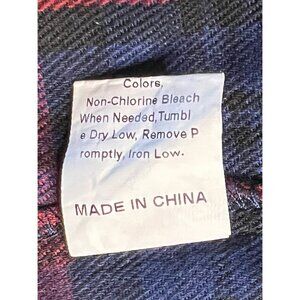 Colors,
Non-Chlorine Bleach
When Needed,Tumbl
e Dry Low, Remove P
romptly, Iron Low.
MADE IN CHINA